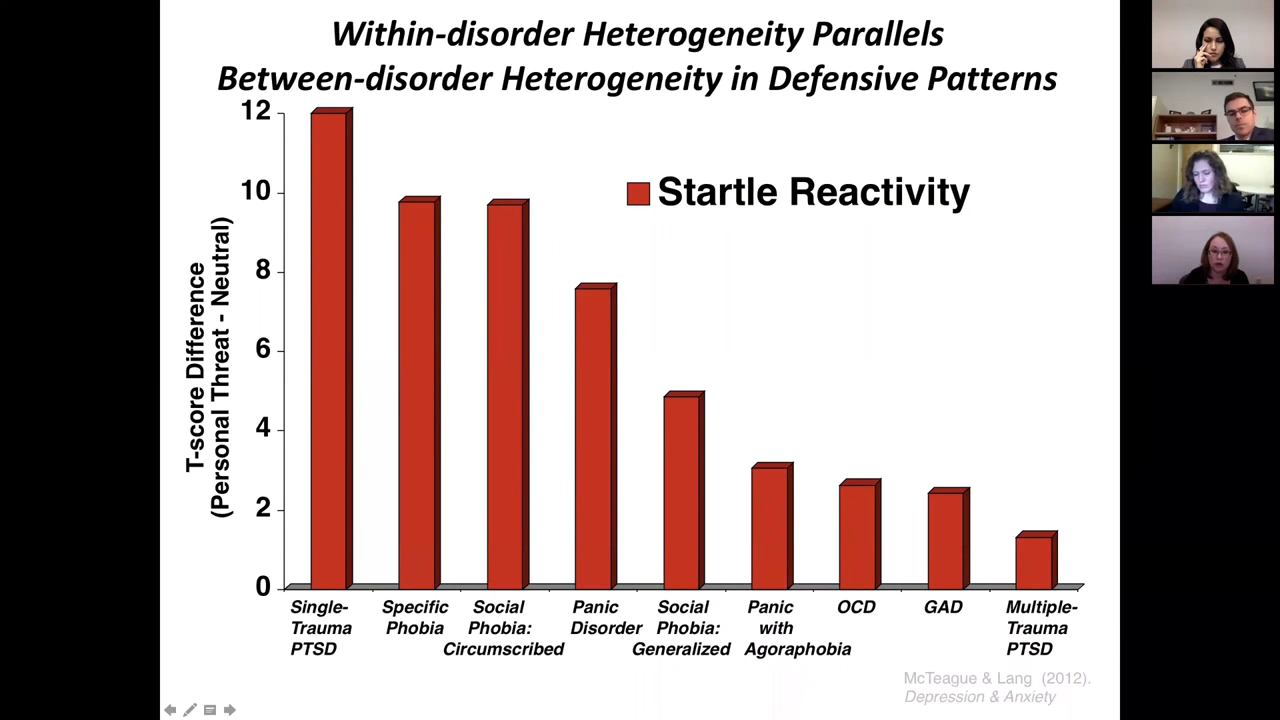 Within-disorder Heterogeneity Parallels
Between-disorder Heterogeneity in Defensive Patterns
12
10
8
6
4
2
0
T-score Difference
(Personal Threat - Neutral)
Startle Reactivity
Single-
Trauma
PTSD
Specific
Phobia
Social
Phobia:
Circumscribed
Panic
Disorder
Social
Phobia:
Generalized
Panic
with
Agoraphobia
OCD
GAD
Multiple-
Trauma
PTSD
McTeague & Lang (2012).
Depression & Anxiety